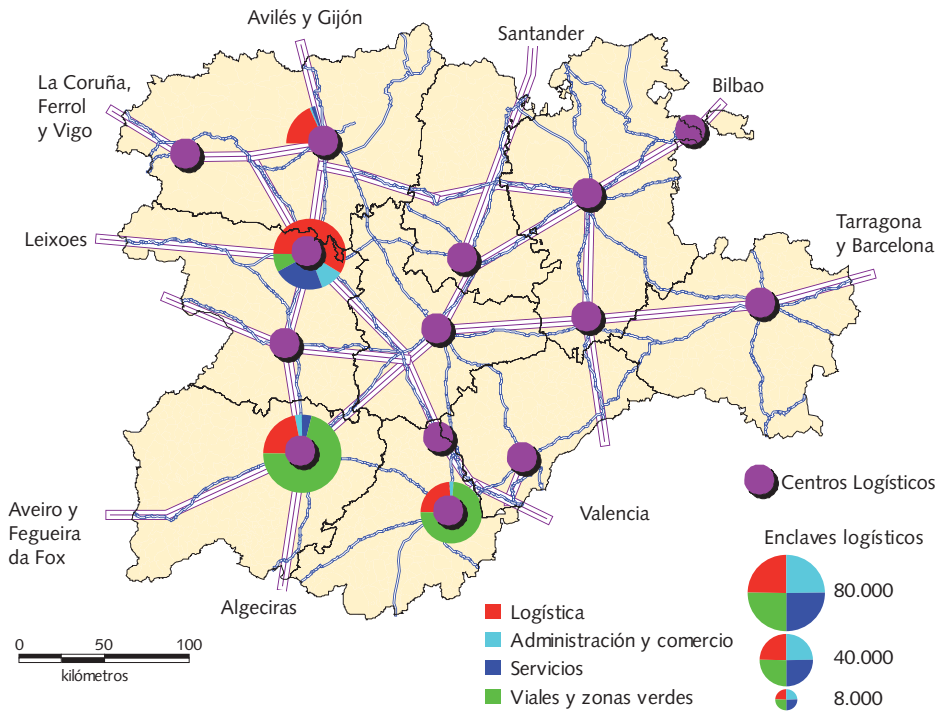 Avilés y Gijón
Santander
La Coruña,
Ferrol
y Vigo
Bilbao
Leixoes
Tarragona
y Barcelona
Centros Logísticos
Aveiro y
Fegueira
da Fox
Valencia
Enclaves logísticos
80.000
40.000
8.000
Algeciras
Logística
Administración y comercio
Servicios
Viales y zonas verdes
0 50 100
kilómetros